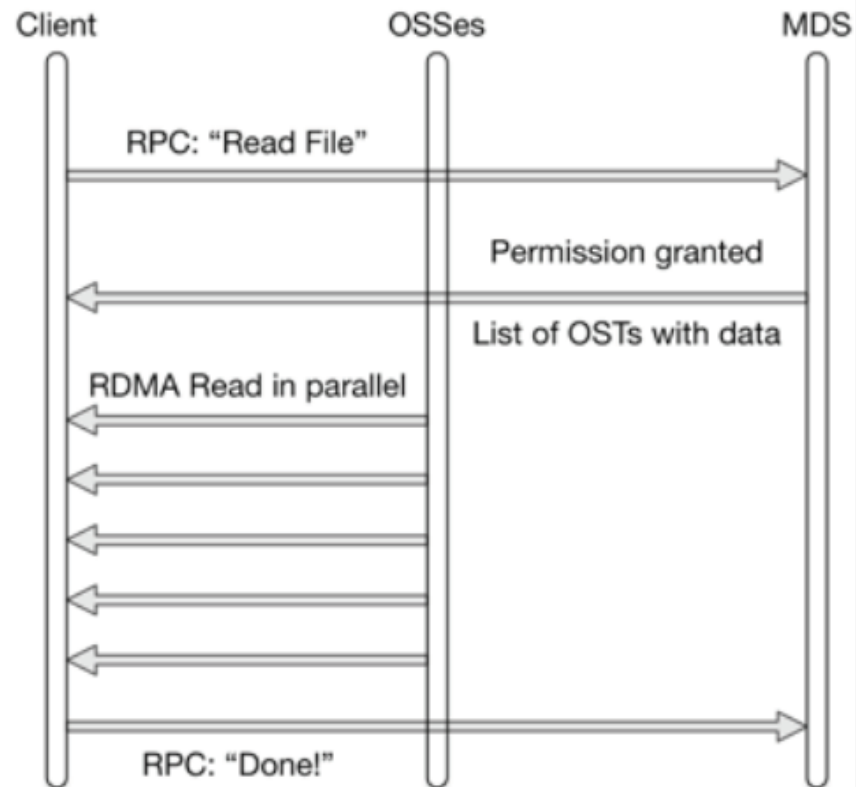 Client OSSes MDS
RPC: “Read File”
Permission granted
List of OSTs with data
RDMA Read in parallel
RPC: “Done!”